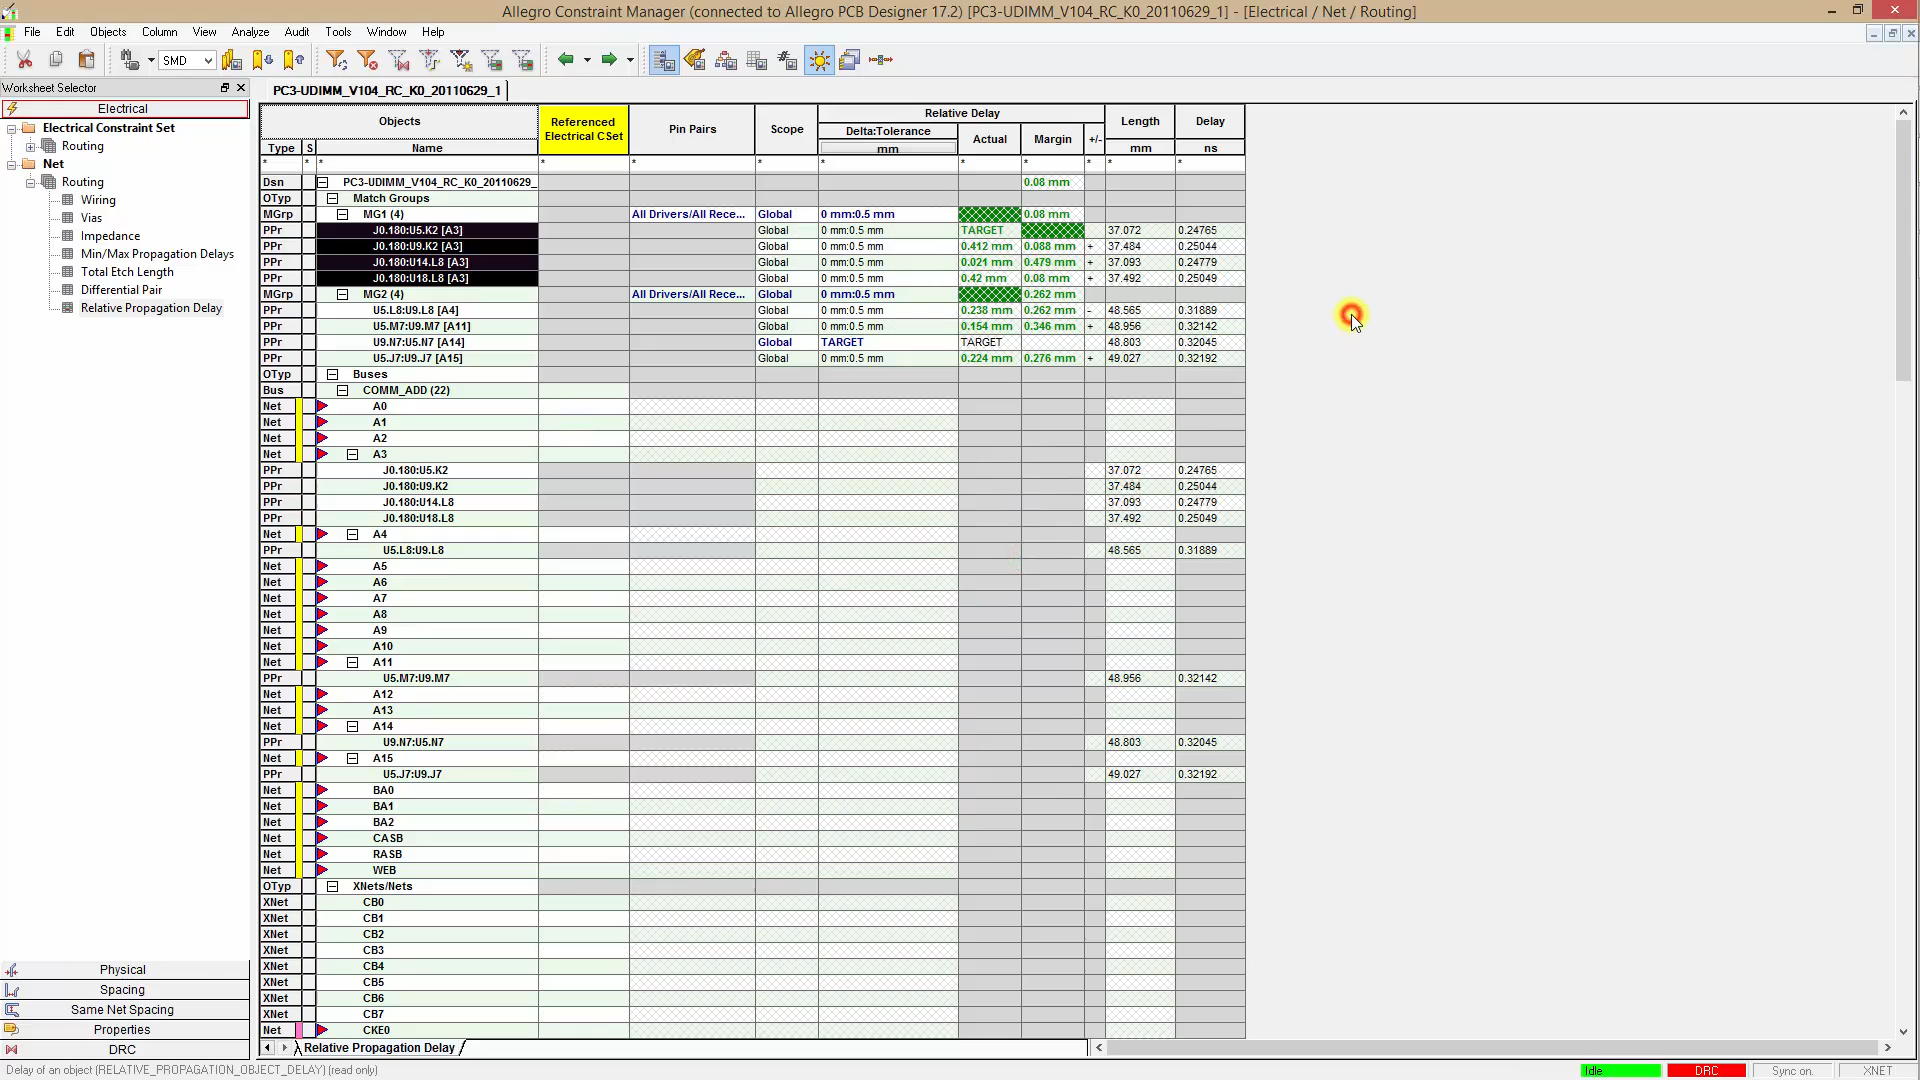 Allegro Constraint Manager (connected to Allegro PCB Designer 17.2) [PC3-UDIMM_V104_RC_K0_20110629_1] - [Electrical / Net / Routing]
File Edit Objects Column View Analyze Audit Tools Window Help
SMD
Worksheet Selector
Electrical
Electrical Constraint Set
Routing
Net
Routing
Wiring
Vias
Impedance
Min/Max Propagation Delays
Total Etch Length
Differential Pair
Relative Propagation Delay
Physical
Spacing
Same Net Spacing
Properties
DRC
PC3-UDIMM_V104_RC_K0_20110629_1
Objects Referenced Electrical CSet Pin Pairs Scope Relative Delay Length Delay
Delta:Tolerance Actual Margin +/-
Type S Name mm mm ns
* * * * * * * * * * * *
Dsn PC3-UDIMM_V104_RC_K0_20110629_ 0.08 mm
OTyp Match Groups
MGrp MG1 (4) All Drivers/All Rece... Global 0 mm:0.5 mm 0.08 mm
PPr J0.180:U5.K2 [A3] Global 0 mm:0.5 mm TARGET 37.072 0.24765
PPr J0.180:U9.K2 [A3] Global 0 mm:0.5 mm 0.412 mm 0.088 mm + 37.484 0.25044
PPr J0.180:U14.L8 [A3] Global 0 mm:0.5 mm 0.021 mm 0.479 mm + 37.093 0.24779
PPr J0.180:U18.L8 [A3] Global 0 mm:0.5 mm 0.42 mm 0.08 mm + 37.492 0.25049
MGrp MG2 (4) All Drivers/All Rece... Global 0 mm:0.5 mm 0.262 mm
PPr U5.L8:U9.L8 [A4] Global 0 mm:0.5 mm 0.238 mm 0.262 mm - 48.565 0.31889
PPr U5.M7:U9.M7 [A11] Global 0 mm:0.5 mm 0.154 mm 0.346 mm + 48.956 0.32142
PPr U9.N7:U5.N7 [A14] Global TARGET TARGET 48.803 0.32045
PPr U5.J7:U9.J7 [A15] Global 0 mm:0.5 mm 0.224 mm 0.276 mm + 49.027 0.32192
OTyp Buses
Bus COMM_ADD (22)
Net A0
Net A1
Net A2
Net A3
PPr J0.180:U5.K2 37.072 0.24765
PPr J0.180:U9.K2 37.484 0.25044
PPr J0.180:U14.L8 37.093 0.24779
PPr J0.180:U18.L8 37.492 0.25049
Net A4
PPr U5.L8:U9.L8 48.565 0.31889
Net A5
Net A6
Net A7
Net A8
Net A9
Net A10
Net A11
PPr U5.M7:U9.M7 48.956 0.32142
Net A12
Net A13
Net A14
PPr U9.N7:U5.N7 48.803 0.32045
Net A15
PPr U5.J7:U9.J7 49.027 0.32192
Net BA0
Net BA1
Net BA2
Net CASB
Net RASB
Net WEB
OTyp XNets/Nets
XNet CB0
XNet CB1
XNet CB2
XNet CB3
XNet CB4
XNet CB5
XNet CB6
XNet CB7
Net CKE0
Relative Propagation Delay
Delay of an object (RELATIVE_PROPAGATION_OBJECT_DELAY) (read only) Idle DRC Sync on. XNET